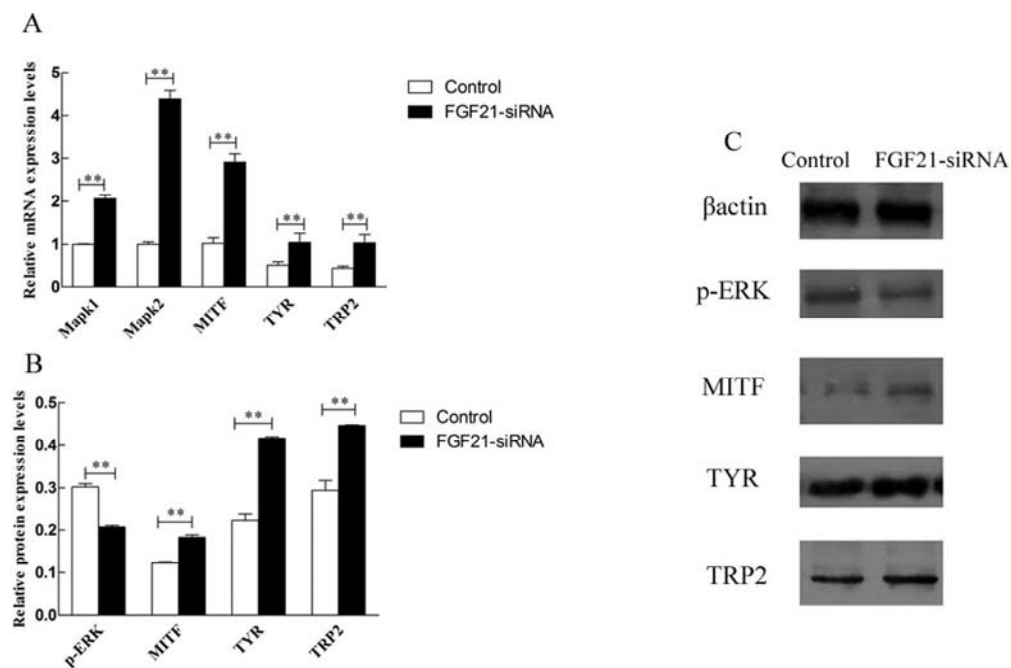 A
Relative mRNA expression levels
5
4
3
2
1
0
**
**
**
**
**
Mapk1
Mapk2
MITF
TYR
TRP2
Control
FGF21-siRNA
B
Relative protein expression levels
0.5
0.4
0.3
0.2
0.1
0.0
**
**
**
**
p-ERK
MITF
TYR
TRP2
Control
FGF21-siRNA
C
Control FGF21-siRNA
βactin
p-ERK
MITF
TYR
TRP2